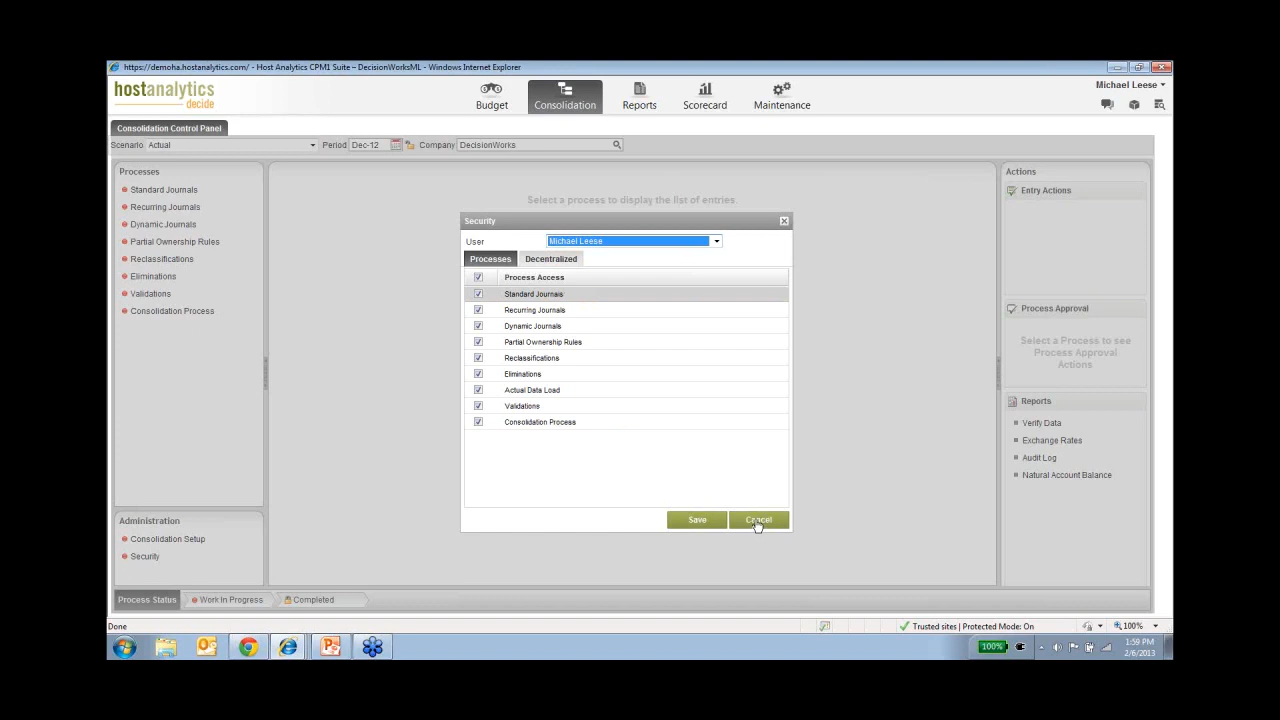 https://demoha.hostanalytics.com/ - Host Analytics CPM1 Suite – DecisionWorksML - Windows Internet Explorer
hostanalytics
decide
Budget
Consolidation
Reports
Scorecard
Maintenance
Michael Leese
Consolidation Control Panel
Scenario Actual Period Dec-12 Company DecisionWorks
Processes
Standard Journals
Recurring Journals
Dynamic Journals
Partial Ownership Rules
Reclassifications
Eliminations
Validations
Consolidation Process
Administration
Consolidation Setup
Security
Select a process to display the list of entries.
Security
User Michael Leese
Processes Decentralized
Process Access
Standard Journals
Recurring Journals
Dynamic Journals
Partial Ownership Rules
Reclassifications
Eliminations
Actual Data Load
Validations
Consolidation Process
Save Cancel
Actions
Entry Actions
Process Approval
Select a Process to see
Process Approval
Actions
Reports
Verify Data
Exchange Rates
Audit Log
Natural Account Balance
Process Status Work In Progress Completed
Done Trusted sites | Protected Mode: On 100%
100% 1:59 PM
2/6/2013